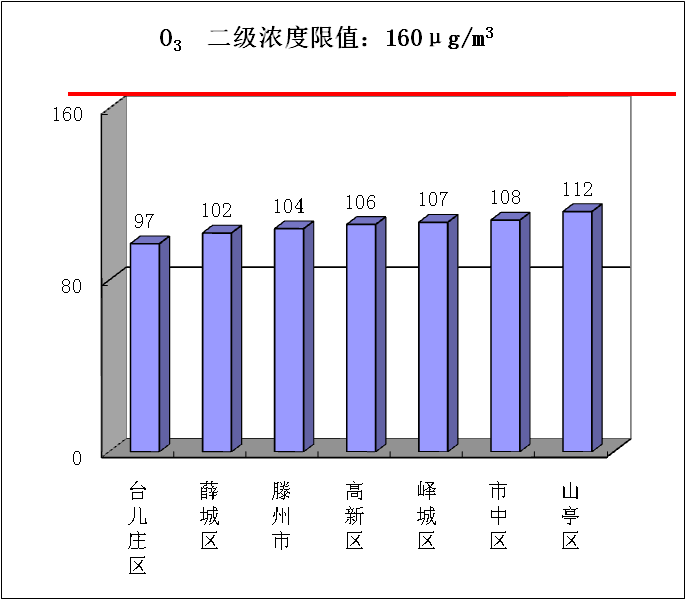 O₃ 二级浓度限值：160μg/m³
160
80
0
97
102
104
106
107
108
112
台儿庄区
薛城区
滕州市
高新区
峄城区
市中区
山亭区